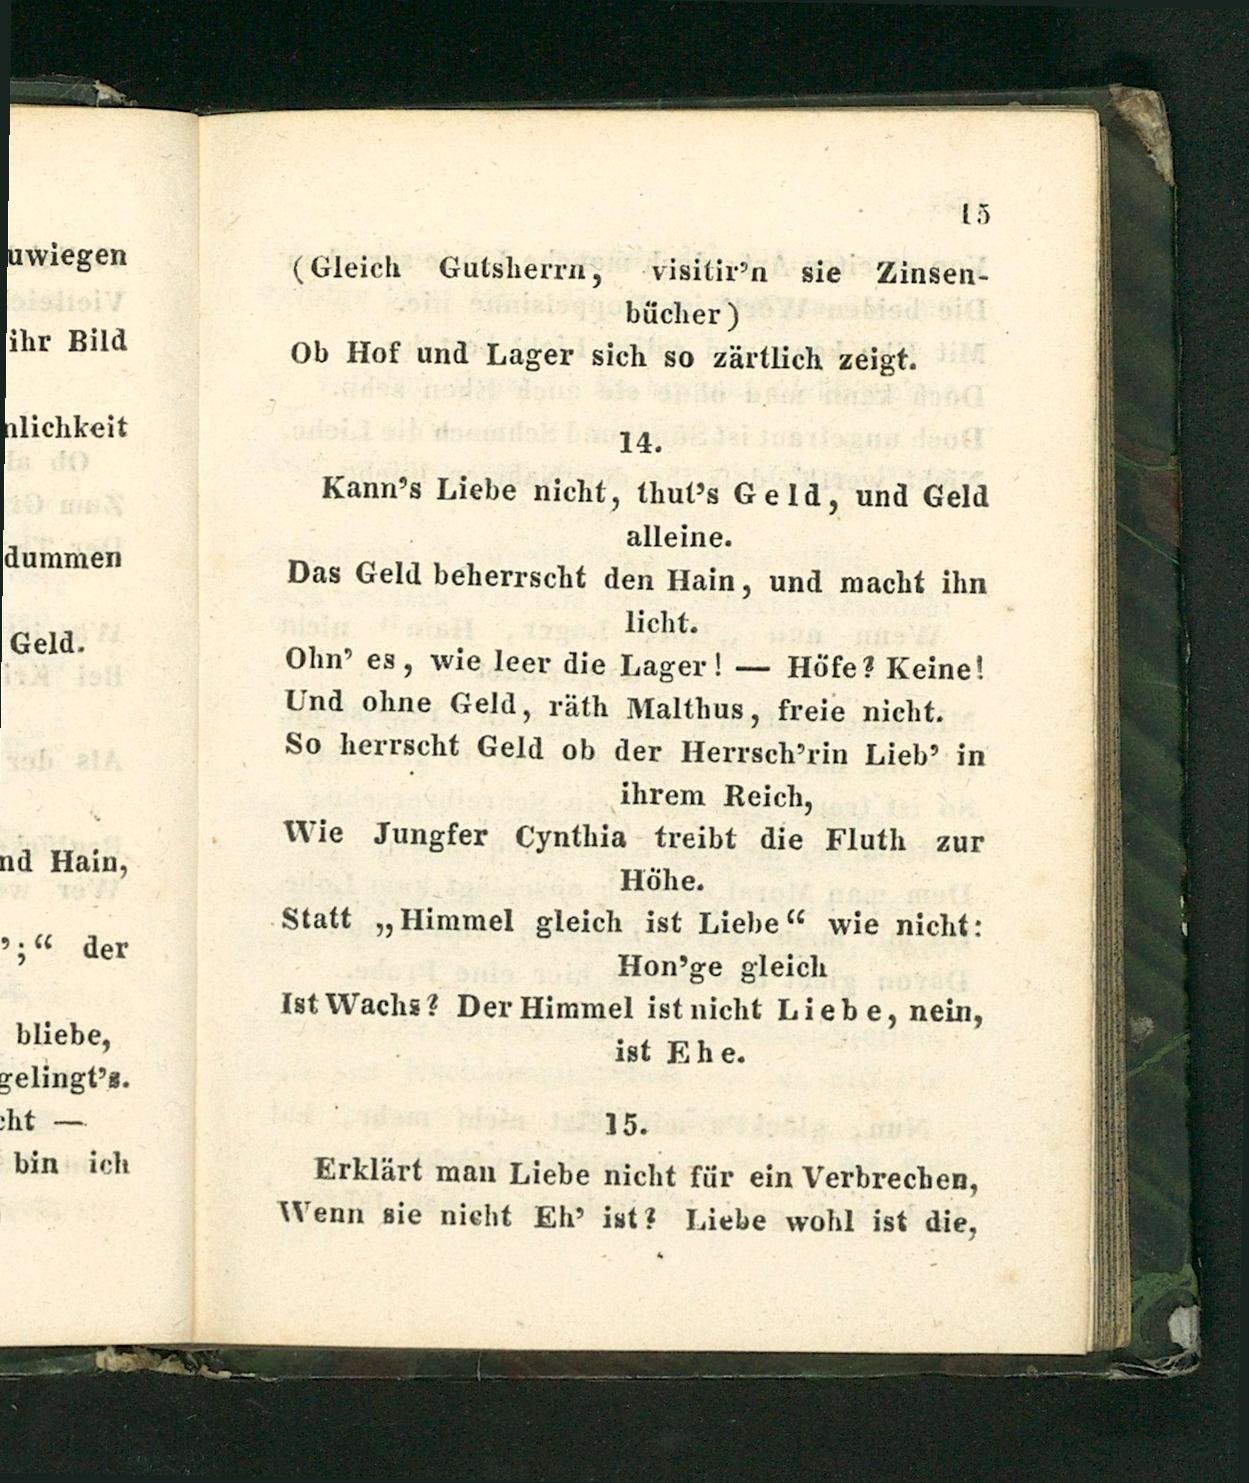 uwiegen
ihr Bild
nlichkeit
dummen
Geld.
nd Hain,
’;“ der
bliebe,
gelingt’s.
cht —
bin ich
15
(Gleich Gutsherrn, visitir’n sie Zinsen-
bücher)
Ob Hof und Lager sich so zärtlich zeigt.
14.
Kann’s Liebe nicht, thut’s Geld, und Geld
alleine.
Das Geld beherrscht den Hain, und macht ihn
licht.
Ohn’ es, wie leer die Lager! — Höfe? Keine!
Und ohne Geld, räth Malthus, freie nicht.
So herrscht Geld ob der Herrsch’rin Lieb’ in
ihrem Reich,
Wie Jungfer Cynthia treibt die Fluth zur
Höhe.
Statt „Himmel gleich ist Liebe“ wie nicht:
Hon’ge gleich
Ist Wachs? Der Himmel ist nicht Liebe, nein,
ist Ehe.
15.
Erklärt man Liebe nicht für ein Verbrechen,
Wenn sie nicht Eh’ ist? Liebe wohl ist die,